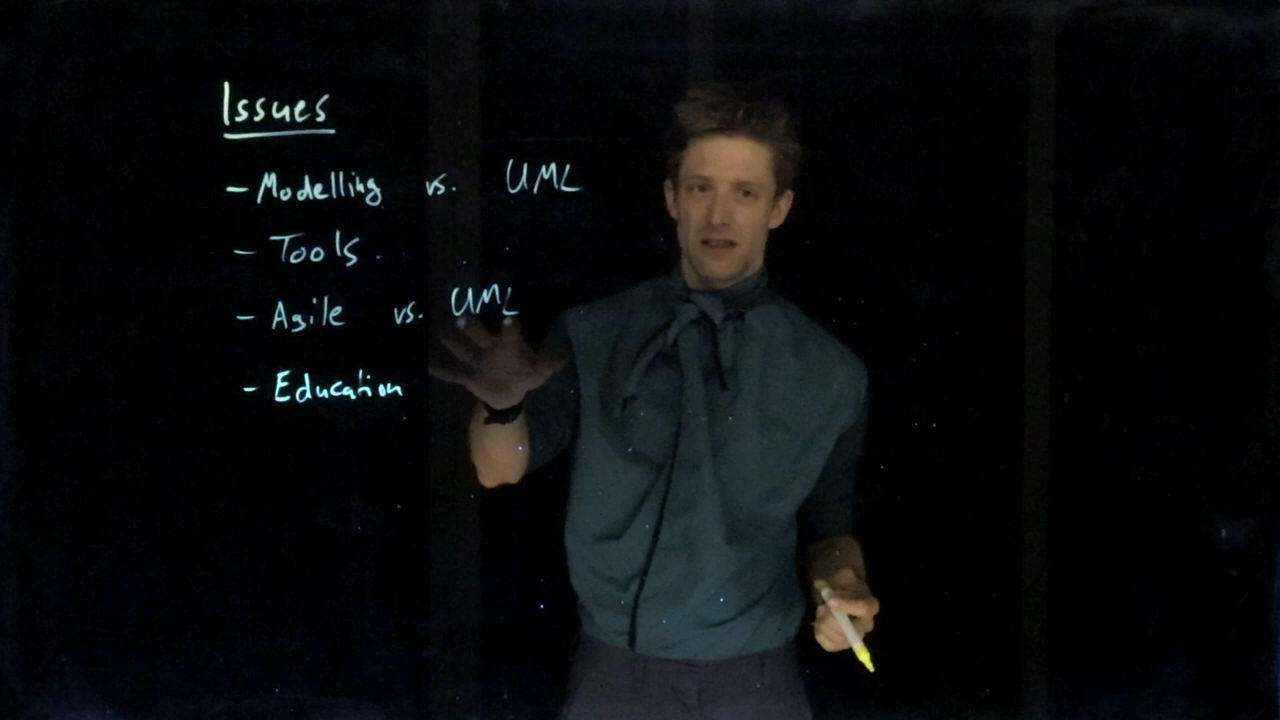 Issues
- Modelling vs. UML
- Tools
- Agile vs. UML
- Education